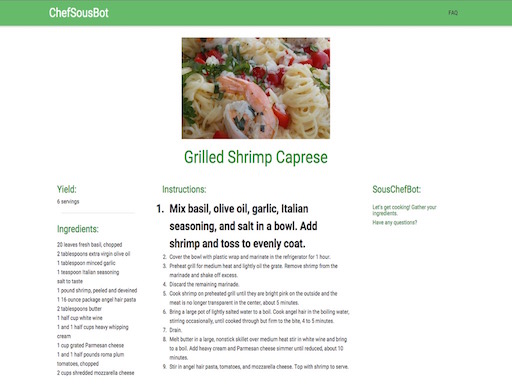 ChefSousBot
FAQ
Grilled Shrimp Caprese
Yield:
6 servings
Ingredients:
20 leaves fresh basil, chopped
2 tablespoons extra virgin olive oil
1 tablespoon minced garlic
1 teaspoon Italian seasoning
salt to taste
1 pound shrimp, peeled and deveined
1 16 ounce package angel hair pasta
2 tablespoons butter
1 half cup white wine
1 and 1 half cups heavy whipping
cream
1 cup grated Parmesan cheese
1 and 1 half pounds roma plum
tomatoes, chopped
2 cups shredded mozzarella cheese
Instructions:
1. Mix basil, olive oil, garlic, Italian
seasoning, and salt in a bowl. Add
shrimp and toss to evenly coat.
2. Cover the bowl with plastic wrap and marinate in the refrigerator for 1 hour.
3. Preheat grill for medium heat and lightly oil the grate. Remove shrimp from the
marinade and shake off excess.
4. Discard the remaining marinade.
5. Cook shrimp on preheated grill until they are bright pink on the outside and the
meat is no longer transparent in the center, about 5 minutes.
6. Bring a large pot of lightly salted water to a boil. Cook angel hair in the boiling water,
stirring occasionally, until cooked through but firm to the bite, 4 to 5 minutes.
7. Drain.
8. Melt butter in a large, nonstick skillet over medium heat stir in white wine and bring
to a boil. Add heavy cream and Parmesan cheese simmer until reduced, about 10
minutes.
9. Stir in angel hair pasta, tomatoes, and mozzarella cheese. Top with shrimp to serve.
SousChefBot:
Let's get cooking! Gather your
ingredients.
Have any questions?